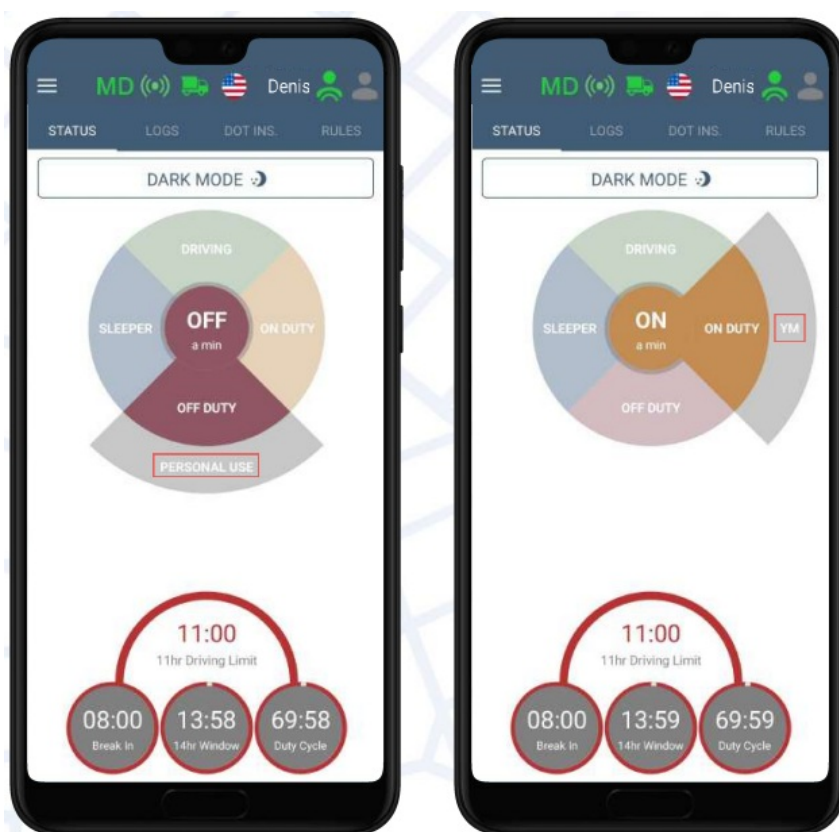 MD Denis
STATUS LOGS DOT INS. RULES
DARK MODE
DRIVING
SLEEPER OFF a min ON DUTY
OFF DUTY
PERSONAL USE
11:00
11hr Driving Limit
08:00 13:58 69:58
Break In 14hr Window Duty Cycle
MD Denis
STATUS LOGS DOT INS. RULES
DARK MODE
DRIVING
SLEEPER ON a min ON DUTY YM
OFF DUTY
11:00
11hr Driving Limit
08:00 13:59 69:59
Break In 14hr Window Duty Cycle